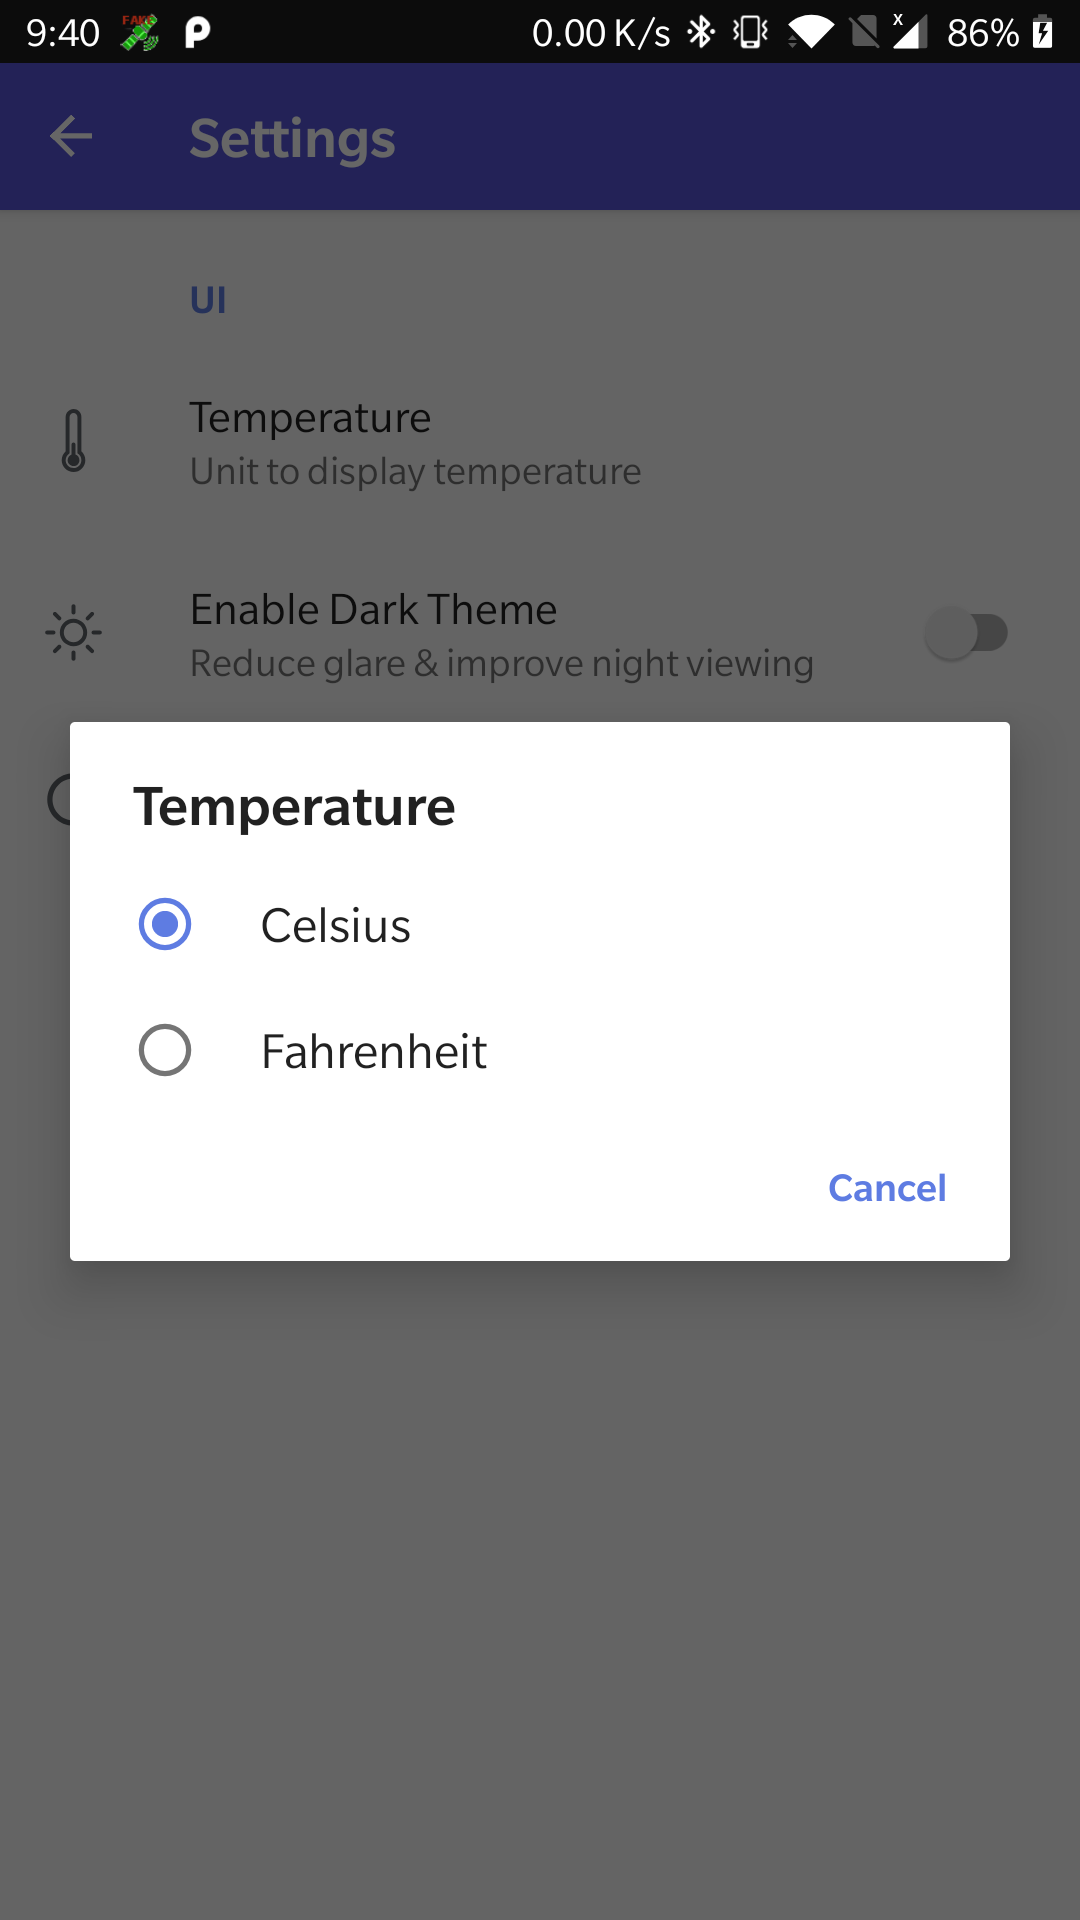 9:40 FAKE 0.00 K/s X 86%
Settings
UI
Temperature
Unit to display temperature
Enable Dark Theme
Reduce glare & improve night viewing
Temperature
Celsius
Fahrenheit
Cancel